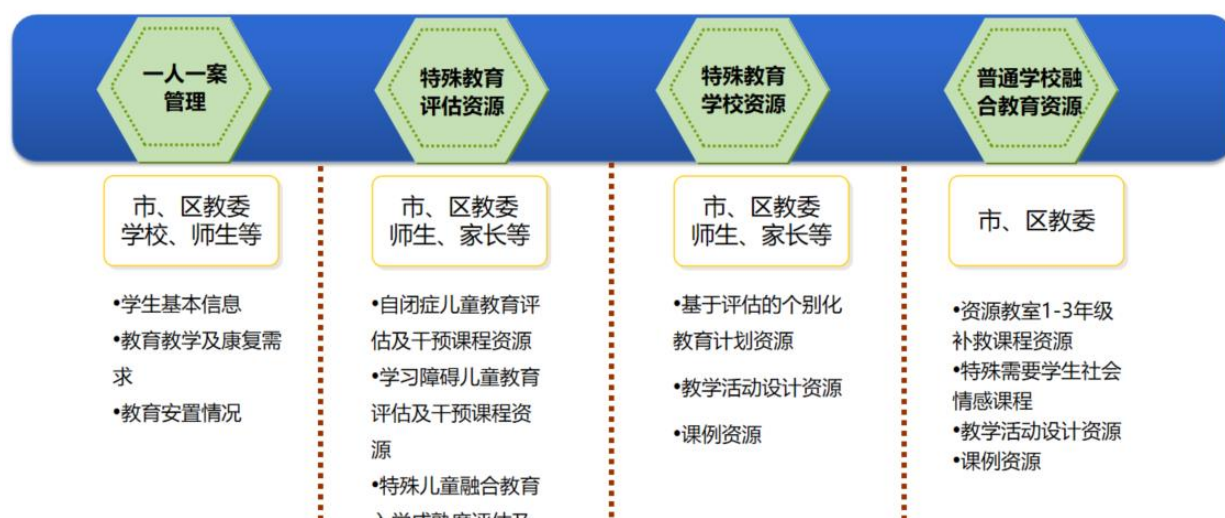 一人一案
管理
特殊教育
评估资源
特殊教育
学校资源
普通学校融
合教育资源
市、区教委
学校、师生等
市、区教委
师生、家长等
市、区教委
师生、家长等
市、区教委
•学生基本信息
•教育教学及康复需
求
•教育安置情况
•自闭症儿童教育评
估及干预课程资源
•学习障碍儿童教育
评估及干预课程资
源
•特殊儿童融合教育
入学成熟度评估及
•基于评估的个别化
教育计划资源
•教学活动设计资源
•课例资源
•资源教室1-3年级
补救课程资源
•特殊需要学生社会
情感课程
•教学活动设计资源
•课例资源